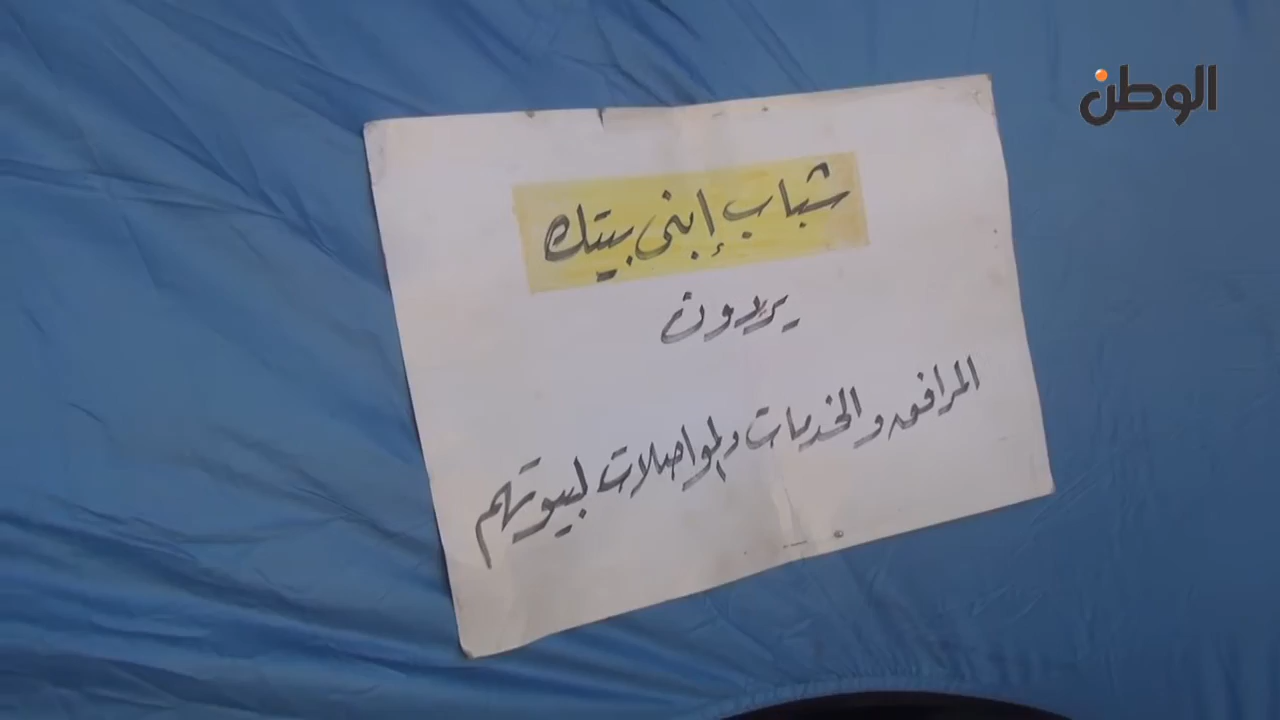 الوطن
شباب إبنى بيتك
يريدون
المرافق والخدمات والمواصلات لبيوتهم